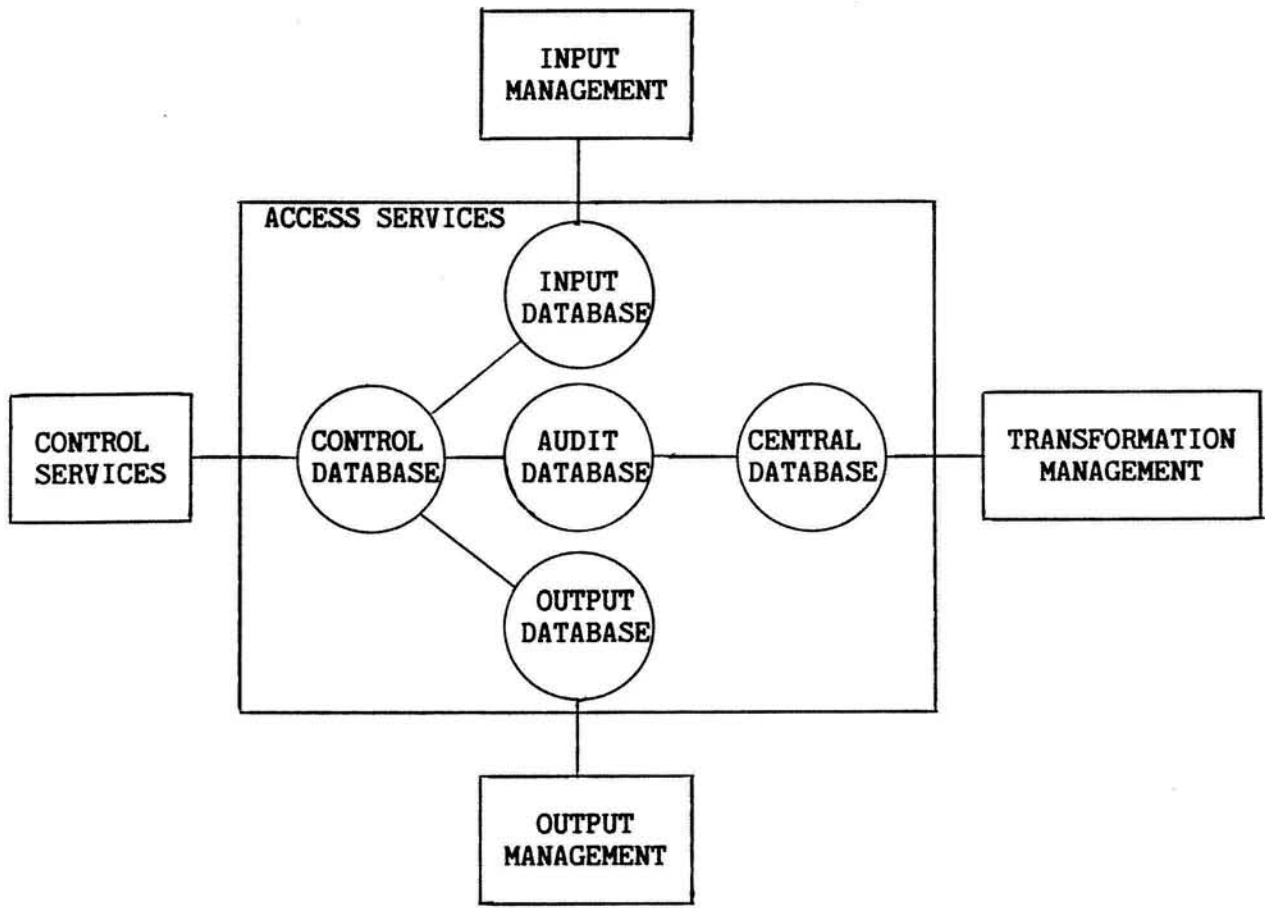 INPUT
MANAGEMENT
ACCESS SERVICES
INPUT
DATABASE
CONTROL
SERVICES
CONTROL
DATABASE
AUDIT
DATABASE
CENTRAL
DATABASE
TRANSFORMATION
MANAGEMENT
OUTPUT
DATABASE
OUTPUT
MANAGEMENT